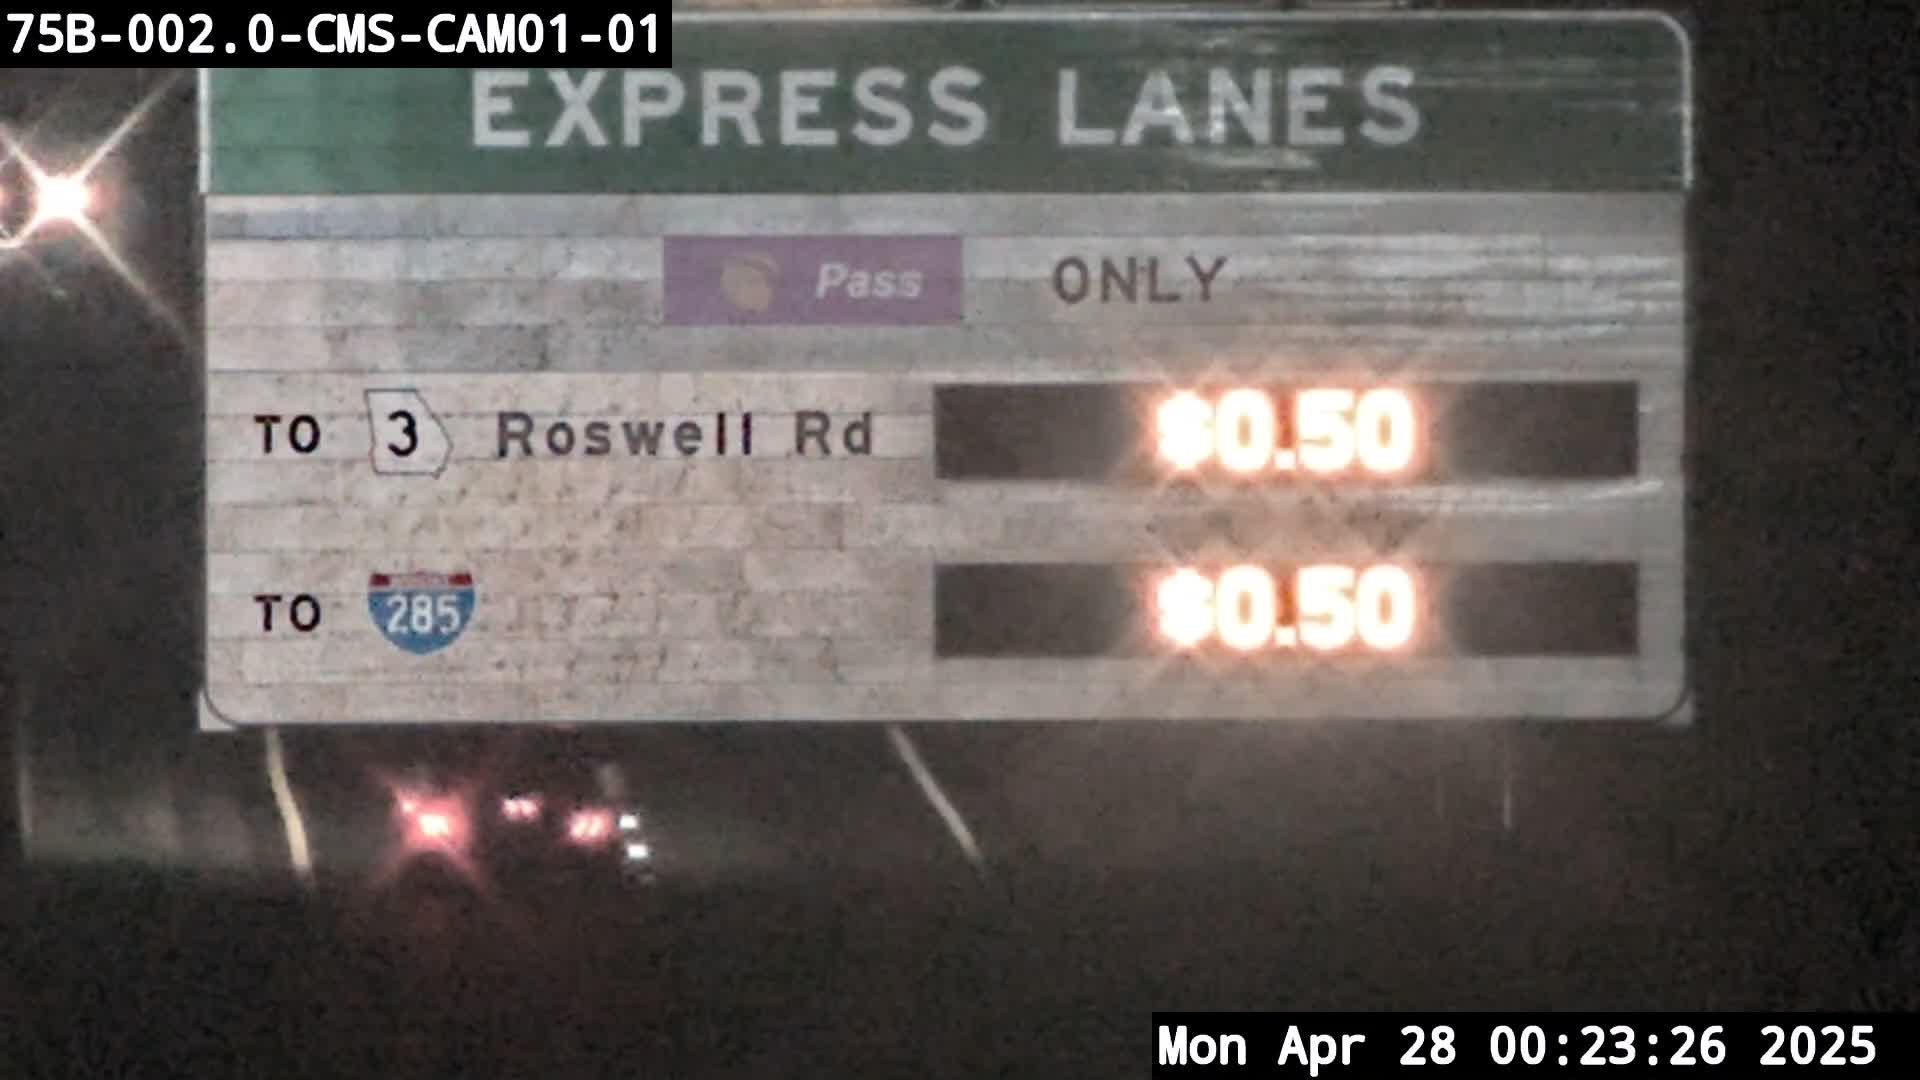 75B-002.0-CMS-CAM01-01
EXPRESS LANES
Pass ONLY
TO 3 Roswell Rd $0.50
TO 285 $0.50
Mon Apr 28 00:23:26 2025